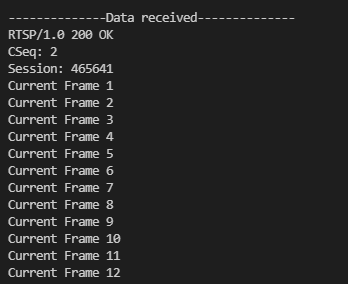 --------------Data received--------------
RTSP/1.0 200 OK
CSeq: 2
Session: 465641
Current Frame 1
Current Frame 2
Current Frame 3
Current Frame 4
Current Frame 5
Current Frame 6
Current Frame 7
Current Frame 8
Current Frame 9
Current Frame 10
Current Frame 11
Current Frame 12